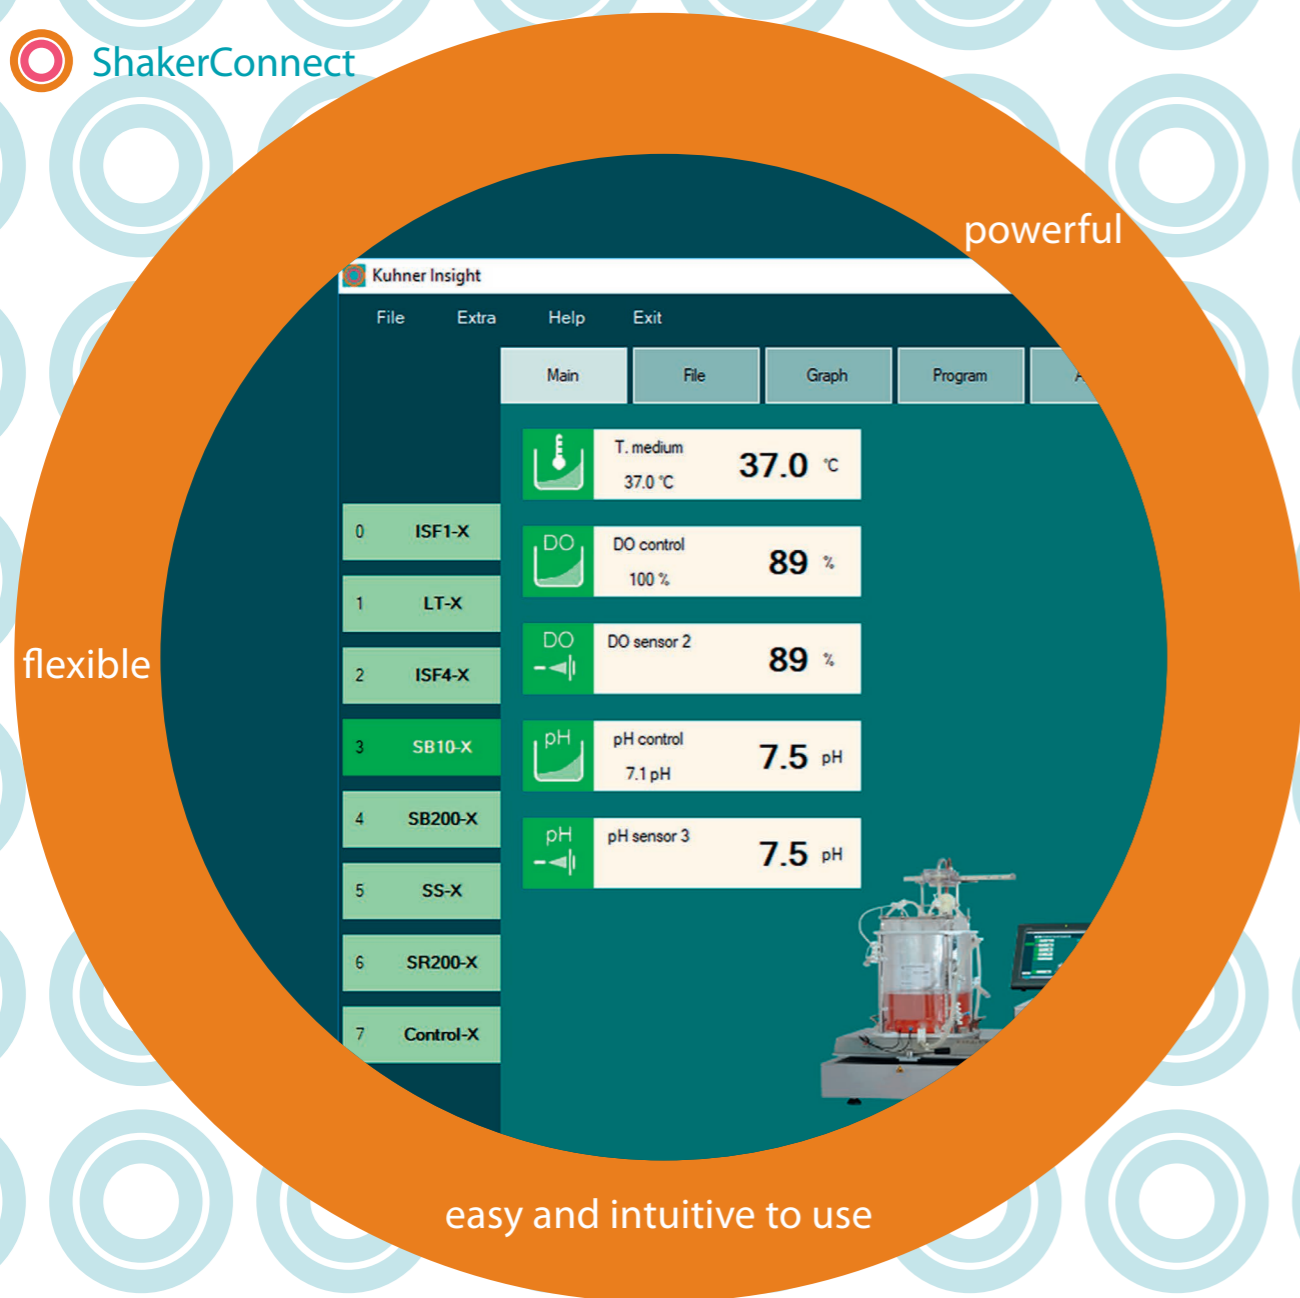 ShakerConnect
powerful
Kuhner Insight
File Extra Help Exit
Main File Graph Program
T. medium
37.0 °C
37.0 °C
0 ISF1-X
DO
DO control
100 %
89 %
1 LT-X
DO
DO sensor 2
89 %
flexible
2 ISF4-X
3 SB10-X
pH
pH control
7.1 pH
7.5 pH
4 SB200-X
pH
pH sensor 3
7.5 pH
5 SS-X
6 SR200-X
7 Control-X
easy and intuitive to use